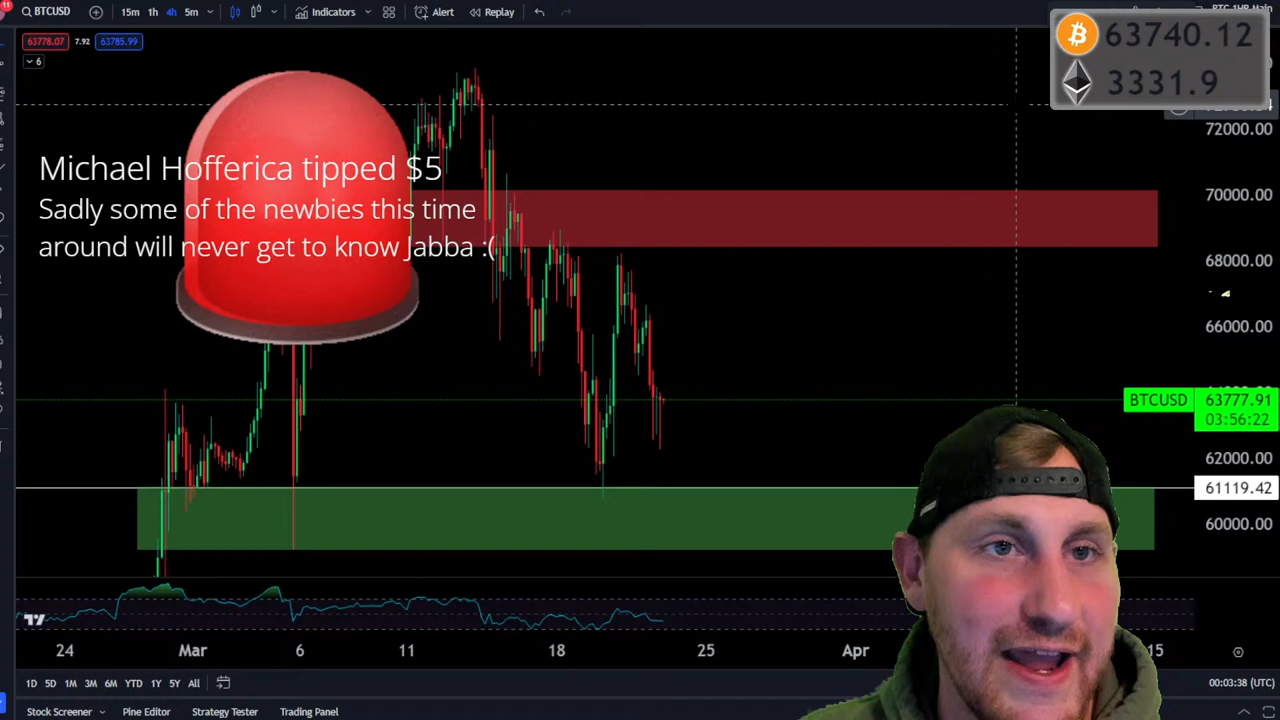 11
BTCUSD
15m 1h 4h 5m
Indicators
Alert
Replay
63778.07 7.92 63785.99
6
63740.12
3331.9
Michael Hofferica tipped $5
Sadly some of the newbies this time
around will never get to know Jabba :(
72000.00
70000.00
68000.00
66000.00
BTCUSD 63777.91
03:56:22
62000.00
61119.42
60000.00
24 Mar 6 11 18 25 Apr 15
1D 5D 1M 3M 6M YTD 1Y 5Y All
00:03:38 (UTC)
Stock Screener Pine Editor Strategy Tester Trading Panel